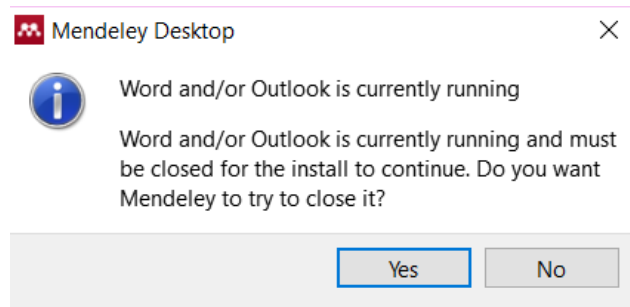 Mendeley Desktop
Word and/or Outlook is currently running
Word and/or Outlook is currently running and must
be closed for the install to continue. Do you want
Mendeley to try to close it?
Yes No